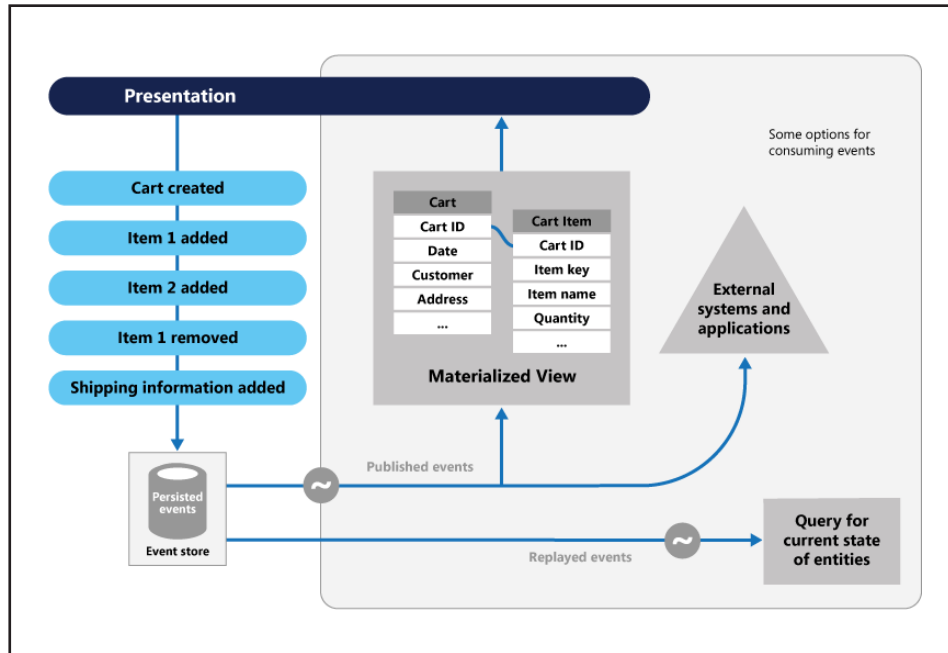 Presentation
Some options for
consuming events
Cart created
Item 1 added
Item 2 added
Item 1 removed
Shipping information added
Cart
Cart ID
Date
Customer
Address
...
Cart Item
Cart ID
Item key
Item name
Quantity
...
Materialized View
External
systems and
applications
Persisted
events
Event store
Published events
~
Replayed events
~
Query for
current state
of entities